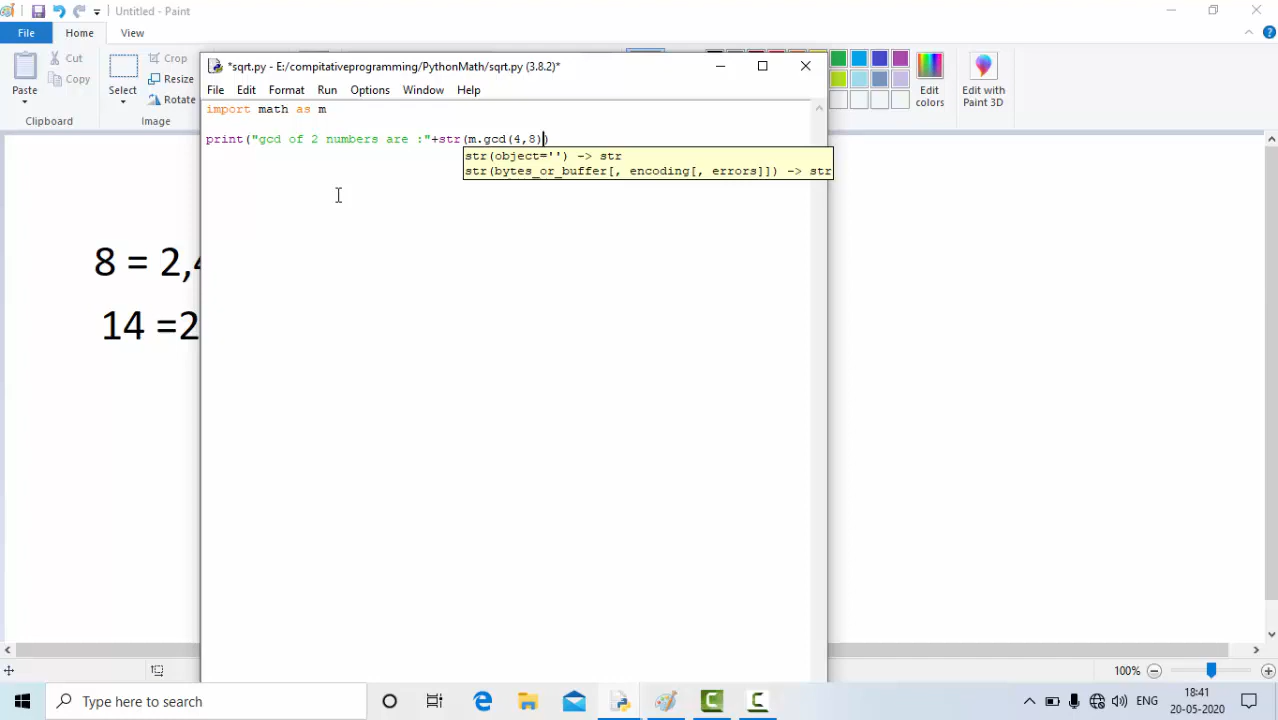 Untitled - Paint
File
Home
View
Paste
Cut
Copy
Clipboard
Select
Crop
Resize
Rotate
Image
Edit colors
Edit with Paint 3D
*sqrt.py - E:/compitativeprogramming/PythonMath/sqrt.py (3.8.2)*
File Edit Format Run Options Window Help
import math as m
print("gcd of 2 numbers are :"+str(m.gcd(4,8))
str(object='') -> str
str(bytes_or_buffer[, encoding[, errors]]) -> str
8 = 2,4
14 =2
100%
Type here to search
ENG
18:41
20-05-2020